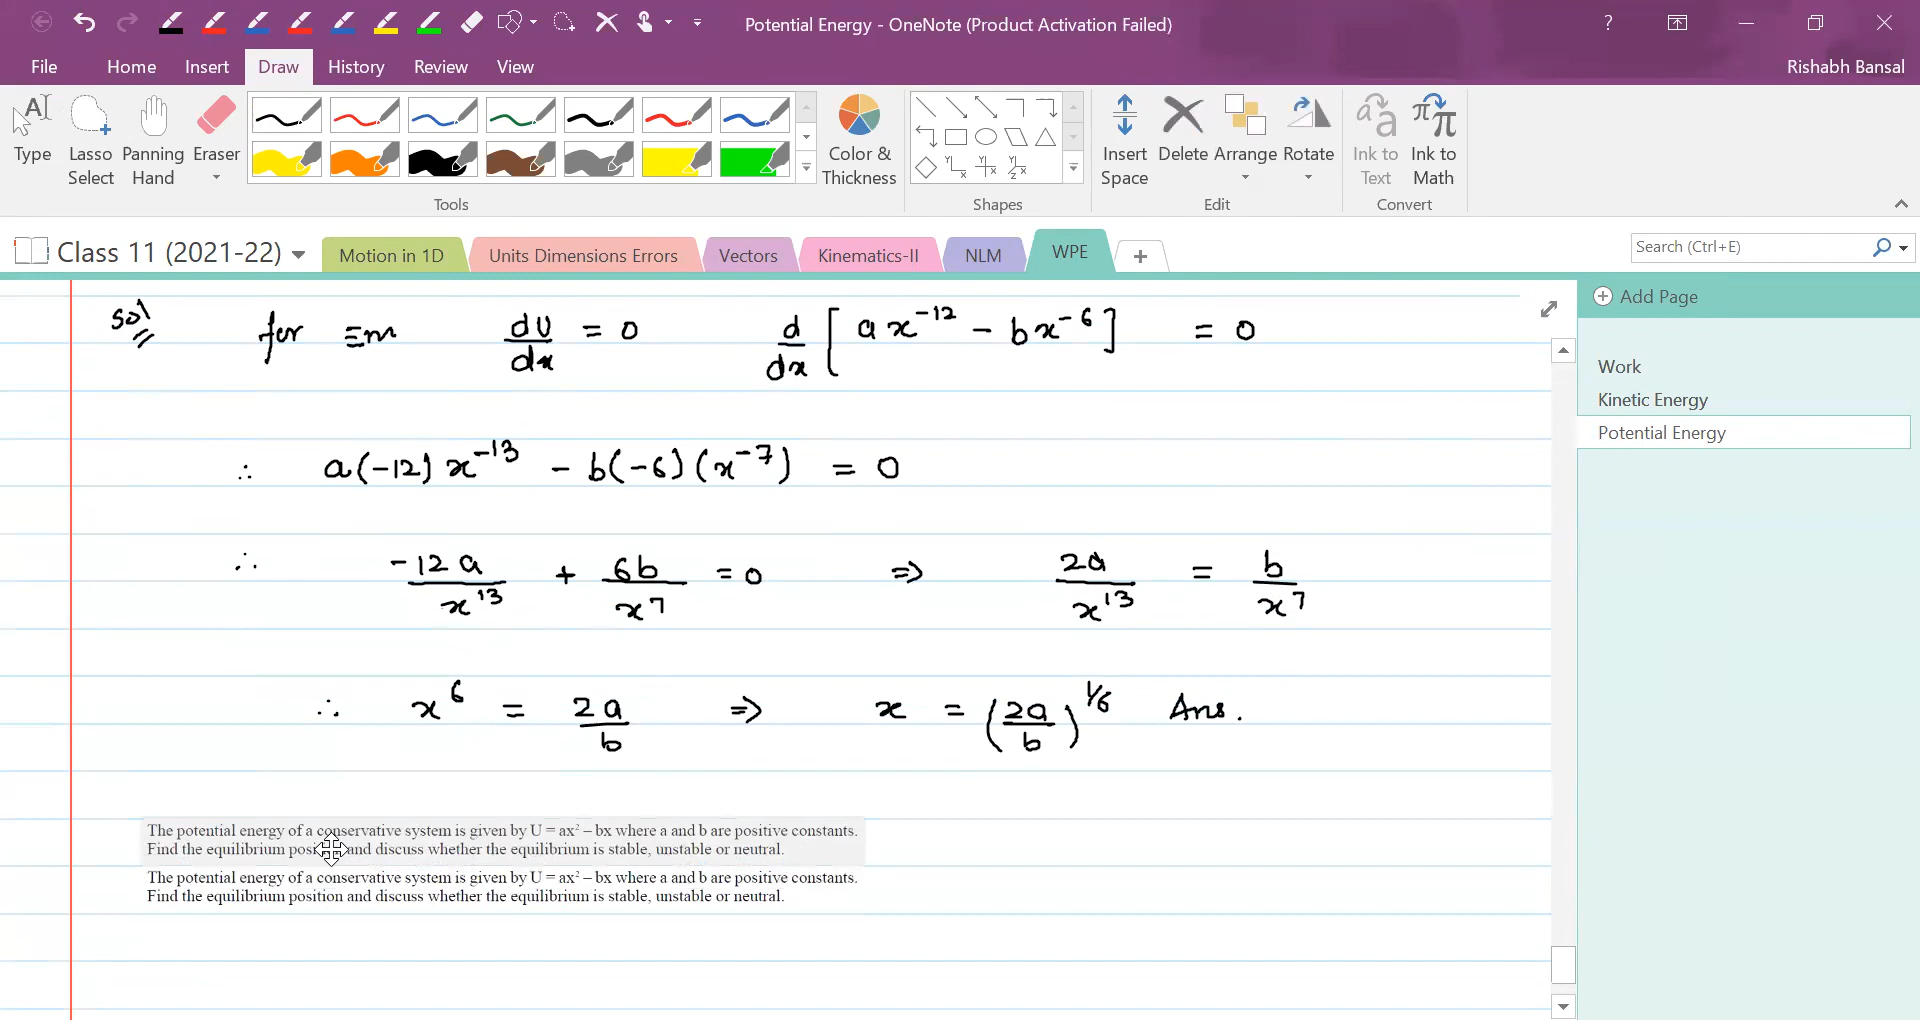 Potential Energy - OneNote (Product Activation Failed)
?
File Home Insert Draw History Review View
Rishabh Bansal
Type
Lasso Select
Panning Hand
Eraser
Color & Thickness
Insert Space
Delete
Arrange
Rotate
Ink to Text
Ink to Math
Tools
Shapes
Edit
Convert
Class 11 (2021-22)
Motion in 1D
Units Dimensions Errors
Vectors
Kinematics-II
NLM
WPE
Search (Ctrl+E)
Add Page
Work
Kinetic Energy
Potential Energy
Sol for Em dU/dx = 0 d/dx [ax⁻¹² - bx⁻⁶] = 0
∴ a(-12)x⁻¹³ - b(-6)(x⁻⁷) = 0
∴ -12a/x¹³ + 6b/x⁷ = 0 ⇒ 2a/x¹³ = b/x⁷
∴ x⁶ = 2a/b ⇒ x = (2a/b)^1/6 Ans.
The potential energy of a conservative system is given by U = ax² – bx where a and b are positive constants.
Find the equilibrium position and discuss whether the equilibrium is stable, unstable or neutral.
The potential energy of a conservative system is given by U = ax² – bx where a and b are positive constants.
Find the equilibrium position and discuss whether the equilibrium is stable, unstable or neutral.